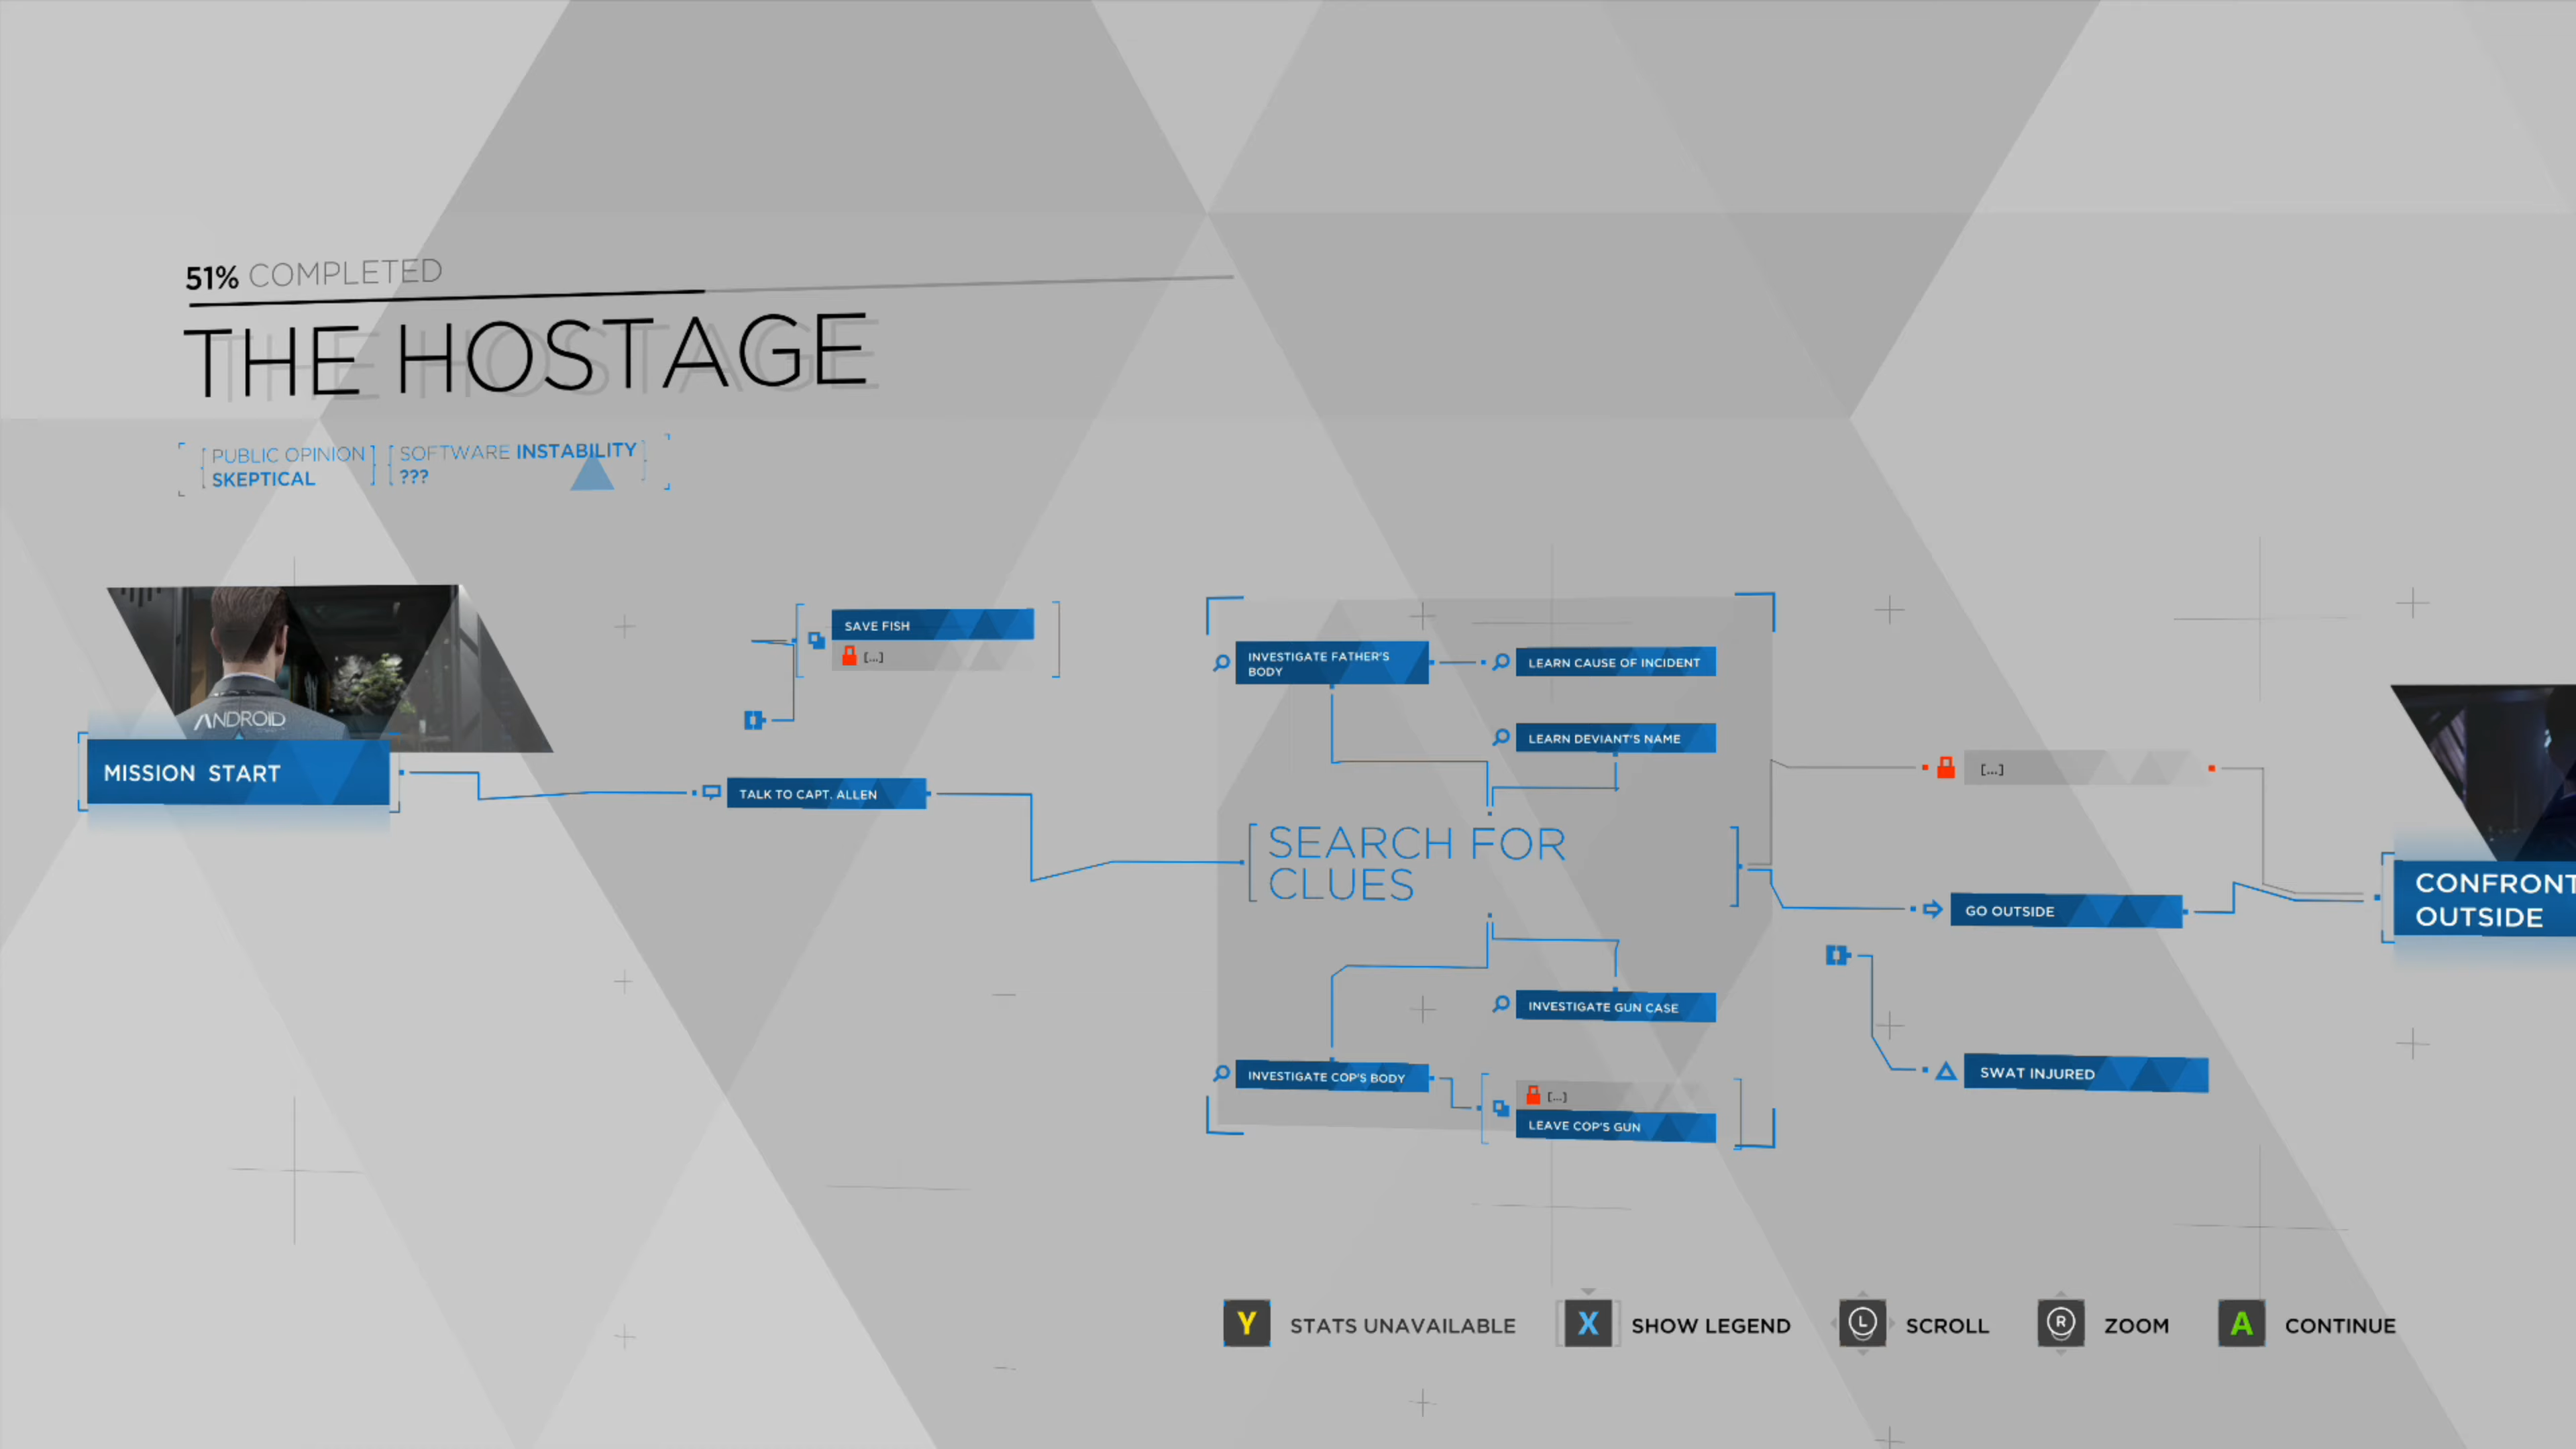 51% COMPLETED
THE HOSTAGE
PUBLIC OPINION
SKEPTICAL
SOFTWARE INSTABILITY
???
ANDROID
MISSION START
SAVE FISH
[...]
TALK TO CAPT. ALLEN
INVESTIGATE FATHER'S
BODY
LEARN CAUSE OF INCIDENT
LEARN DEVIANT'S NAME
SEARCH FOR
CLUES
INVESTIGATE GUN CASE
INVESTIGATE COP'S BODY
[...]
LEAVE COP'S GUN
[...]
GO OUTSIDE
SWAT INJURED
CONFRONT
OUTSIDE
Y STATS UNAVAILABLE
X SHOW LEGEND
L SCROLL
R ZOOM
A CONTINUE